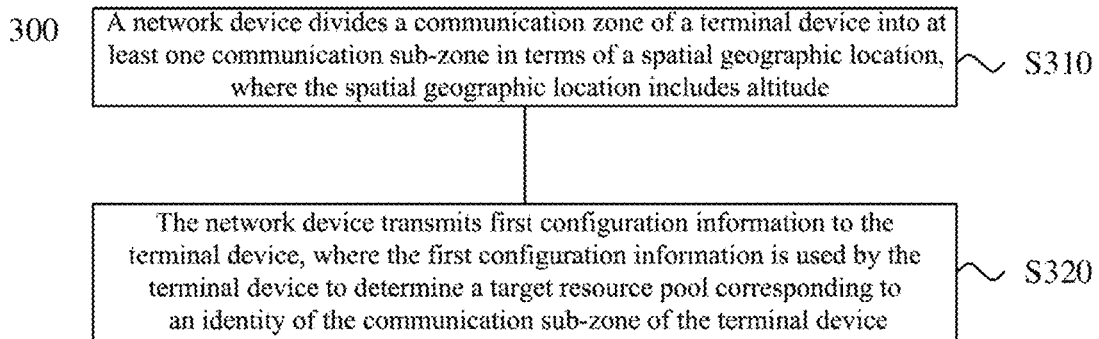 300
A network device divides a communication zone of a terminal device into at
least one communication sub-zone in terms of a spatial geographic location,
where the spatial geographic location includes altitude
S310
The network device transmits first configuration information to the
terminal device, where the first configuration information is used by the
terminal device to determine a target resource pool corresponding to
an identity of the communication sub-zone of the terminal device
S320